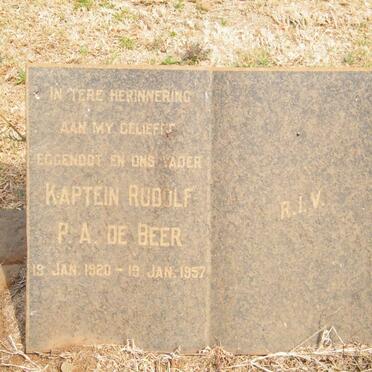 IN TERE HERINNERING
AAN MY GELIEFDE
EGGENOOT EN ONS VADER
KAPTEIN RUDOLF
P. A. DE BEER
19 JAN. 1920 – 19 JAN. 1957
R.I.V.